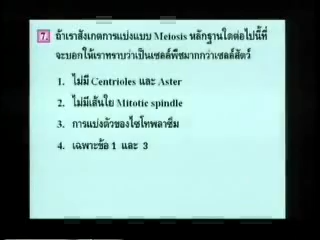 7. ถ้าเราสังเกตการแบ่งแบบ Meiosis หลักฐานใดต่อไปนี้ที่
จะบอกให้เราทราบว่าเป็นเซลล์พืชมากกว่าเซลล์สัตว์
1. ไม่มี Centrioles และ Aster
2. ไม่มีเส้นใย Mitotic spindle
3. การแบ่งตัวของไซโทพลาซึม
4. เฉพาะข้อ 1 และ 3